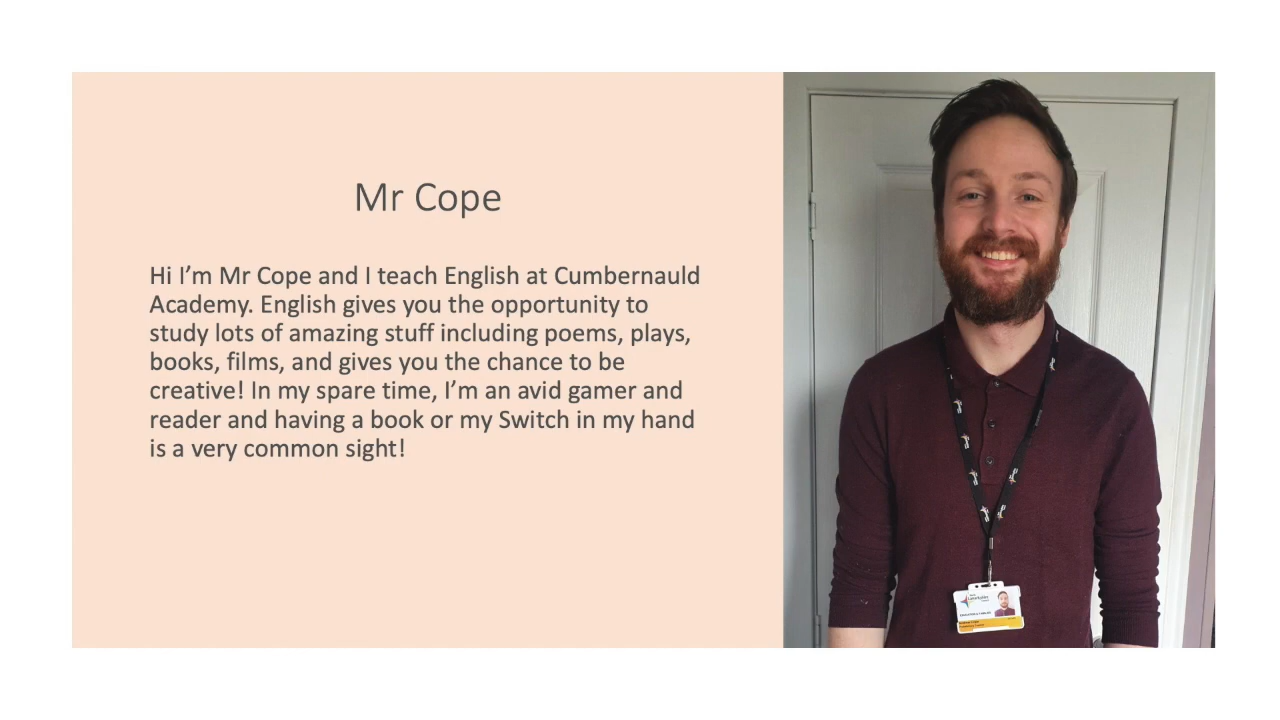 Mr Cope
Hi I’m Mr Cope and I teach English at Cumbernauld
Academy. English gives you the opportunity to
study lots of amazing stuff including poems, plays,
books, films, and gives you the chance to be
creative! In my spare time, I’m an avid gamer and
reader and having a book or my Switch in my hand
is a very common sight!